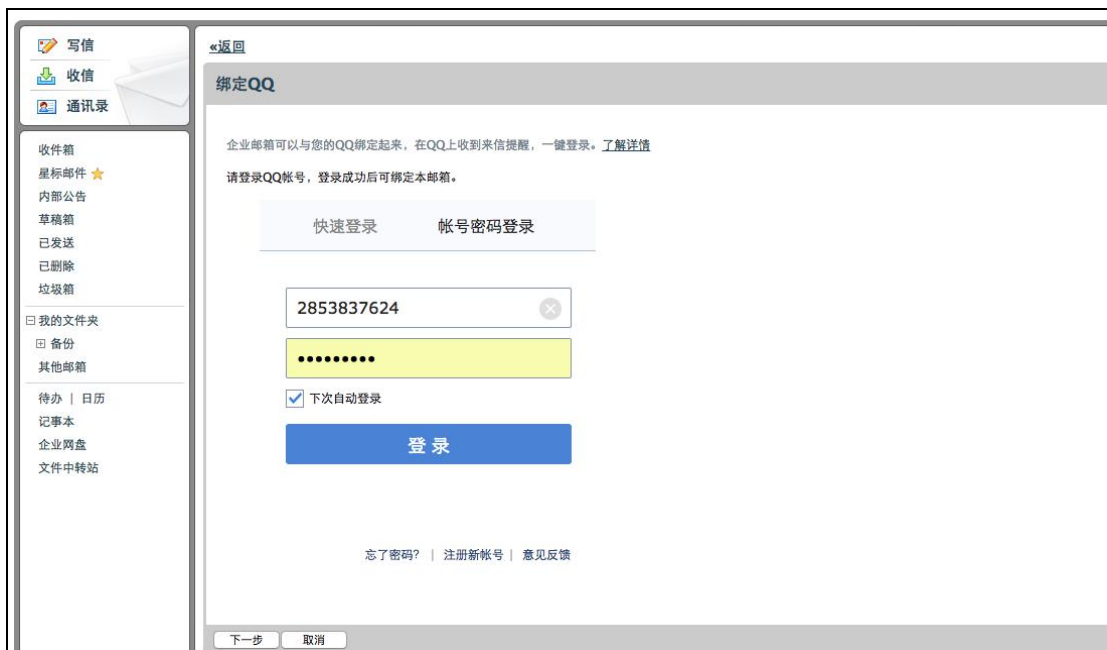 写信
收信
通讯录
收件箱
星标邮件
内部公告
草稿箱
已发送
已删除
垃圾箱
我的文件夹
备份
其他邮箱
待办 | 日历
记事本
企业网盘
文件中转站
«返回
绑定QQ
企业邮箱可以与您的QQ绑定起来，在QQ上收到来信提醒，一键登录。了解详情
请登录QQ帐号，登录成功后可绑定本邮箱。
快速登录 帐号密码登录
2853837624
•••••••••
下次自动登录
登 录
忘了密码? | 注册新帐号 | 意见反馈
下一步 取消